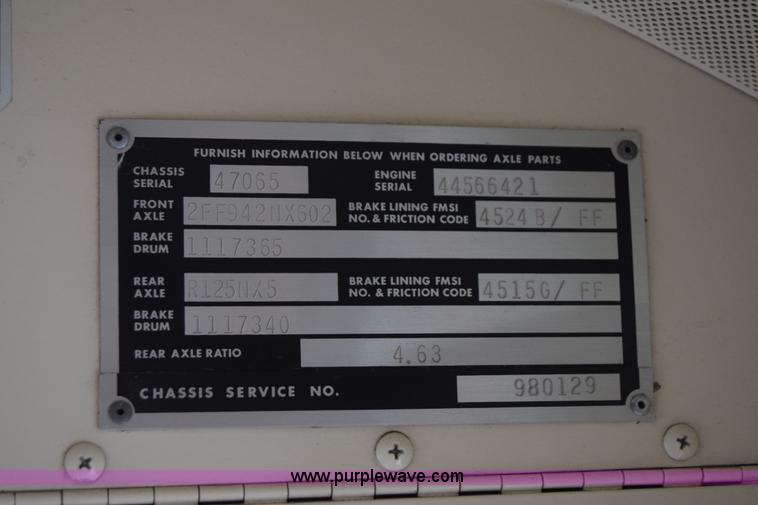 FURNISH INFORMATION BELOW WHEN ORDERING AXLE PARTS
CHASSIS SERIAL 47065 ENGINE SERIAL 44566421
FRONT AXLE 2FF942NX602 BRAKE LINING FMSI NO. & FRICTION CODE 4524B/ FF
BRAKE DRUM 1117365
REAR AXLE R125NX5 BRAKE LINING FMSI NO. & FRICTION CODE 4515G/ FF
BRAKE DRUM 1117340
REAR AXLE RATIO 4.63
CHASSIS SERVICE NO. 980129
www.purplewave.com